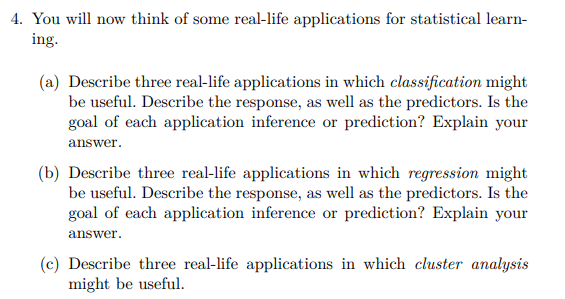 4. You will now think of some real-life applications for statistical learn-
ing.
(a) Describe three real-life applications in which classification might
be useful. Describe the response, as well as the predictors. Is the
goal of each application inference or prediction? Explain your
answer.
(b) Describe three real-life applications in which regression might
be useful. Describe the response, as well as the predictors. Is the
goal of each application inference or prediction? Explain your
answer.
(c) Describe three real-life applications in which cluster analysis
might be useful.